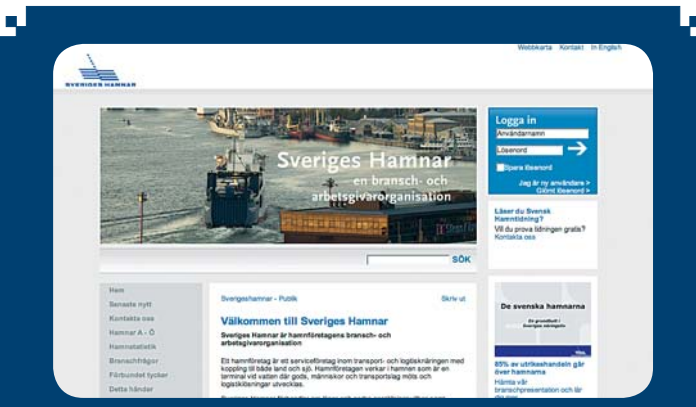 Webbkarta Kontakt In English
SVERIGES HAMNAR
Sveriges Hamnar
en bransch- och
arbetsgivarorganisation
Logga in
Användarnamn
Lösenord
Spara lösenord
Jag är ny användare >
Glömt lösenord >
SÖK
Läser du Svensk
Hamntidning?
Vill du prova tidningen gratis?
Kontakta oss
Hem
Senaste nytt
Kontakta oss
Hamnar A - Ö
Hamnstatistik
Branschfrågor
Förbundet tycker
Detta händer
Sverigeshamnar - Publik
Skriv ut
Välkommen till Sveriges Hamnar
Sveriges Hamnar är hamnföretagens bransch- och
arbetsgivarorganisation
Ett hamnföretag är ett serviceföretag inom transport- och logistiknäringen med
koppling till både land och sjö. Hamnföretagen verkar i hamnen som är en
terminal vid vatten där gods, människor och transportslag möts och
logistiklösningar utvecklas.
De svenska hamnarna
En grundbult i
Sveriges näringsliv
85% av utrikeshandeln går
över hamnarna
Hämta vår
branschpresentation och lär